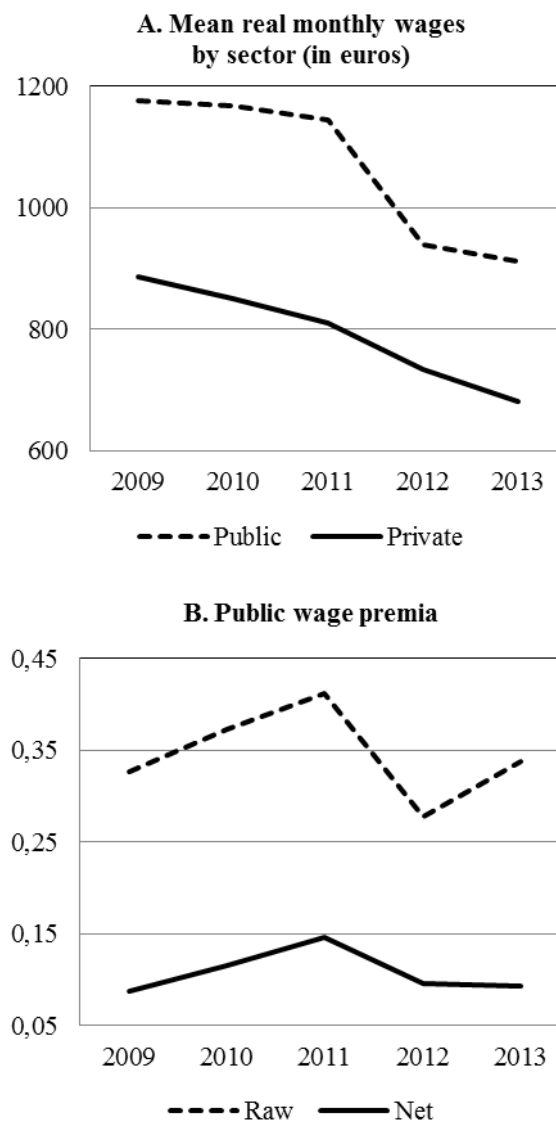 A. Mean real monthly wages
by sector (in euros)
1200
1000
800
600
2009 2010 2011 2012 2013
Public Private
B. Public wage premia
0,45
0,35
0,25
0,15
0,05
2009 2010 2011 2012 2013
Raw Net